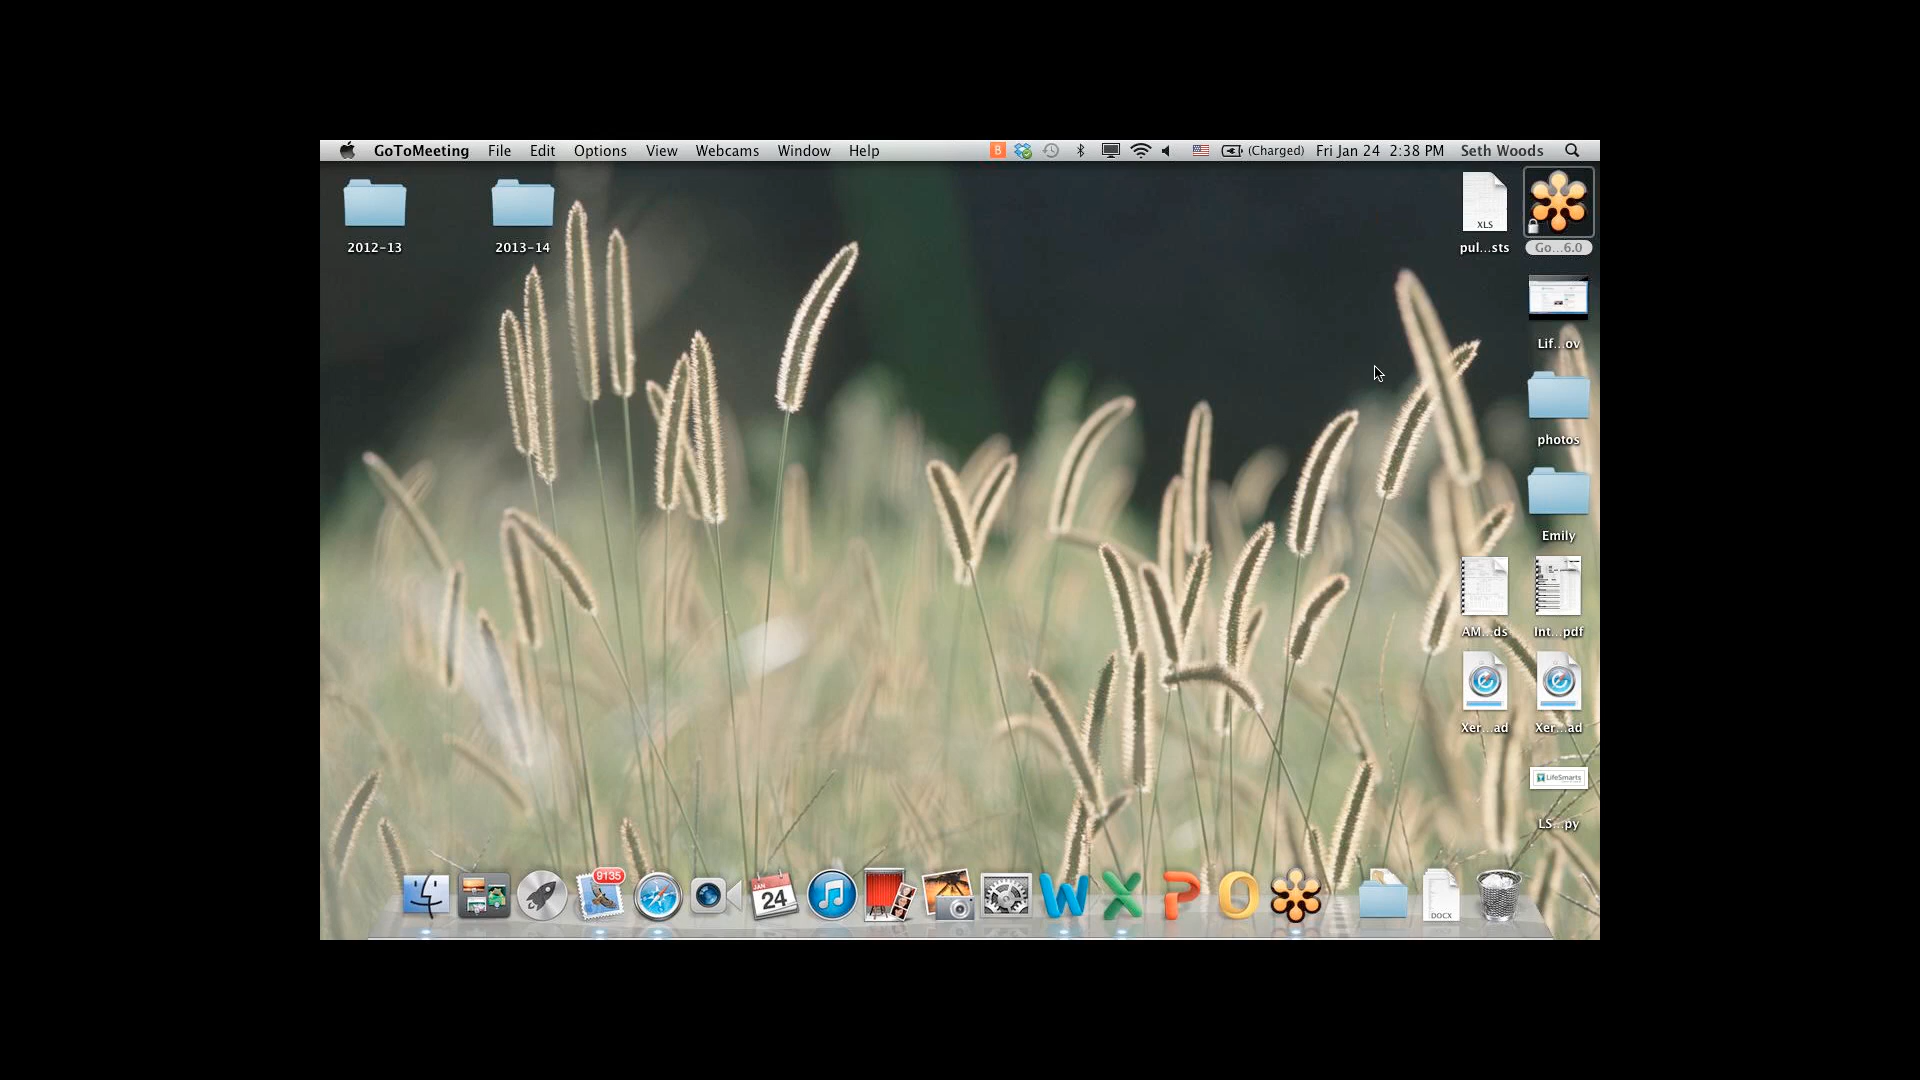 GoToMeeting File Edit Options View Webcams Window Help (Charged) Fri Jan 24 2:38 PM Seth Woods
2012-13
2013-14
XLS
pul...sts
Go...6.0
Lif...ov
photos
Emily
AM...ds
Int...pdf
Xer...ad
Xer...ad
LifeSmarts
LS...py
9135
JAN
24
W
X
P
O
DOCX